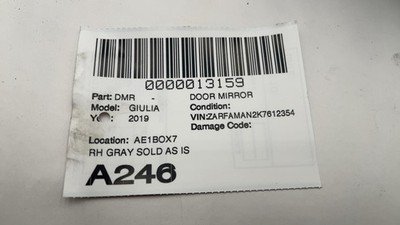 0000013159
Part: DMR - DOOR MIRROR
Model: GIULIA Condition:
2019 VIN:ZARFAMAN2K7612354
Damage Code:
Location: AE1BOX7
RH GRAY SOLD AS IS
A246